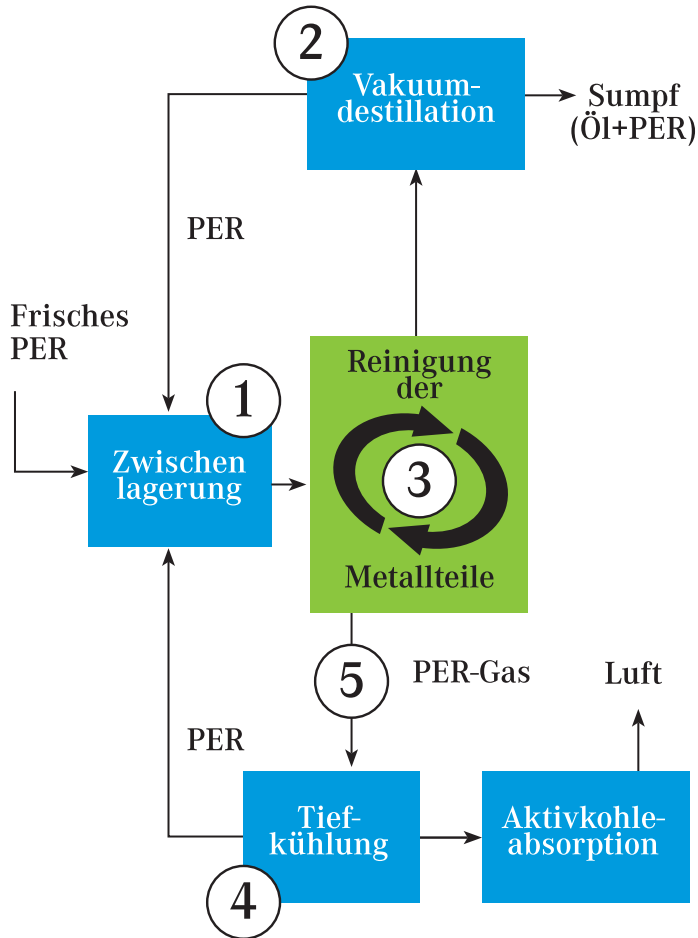 2
Vakuum-
destillation
Sumpf
(Öl+PER)
PER
Frisches
PER
1
Zwischen
lagerung
Reinigung
der
3
Metallteile
5
PER-Gas
Luft
PER
Tief-
kühlung
4
Aktivkohle-
absorption